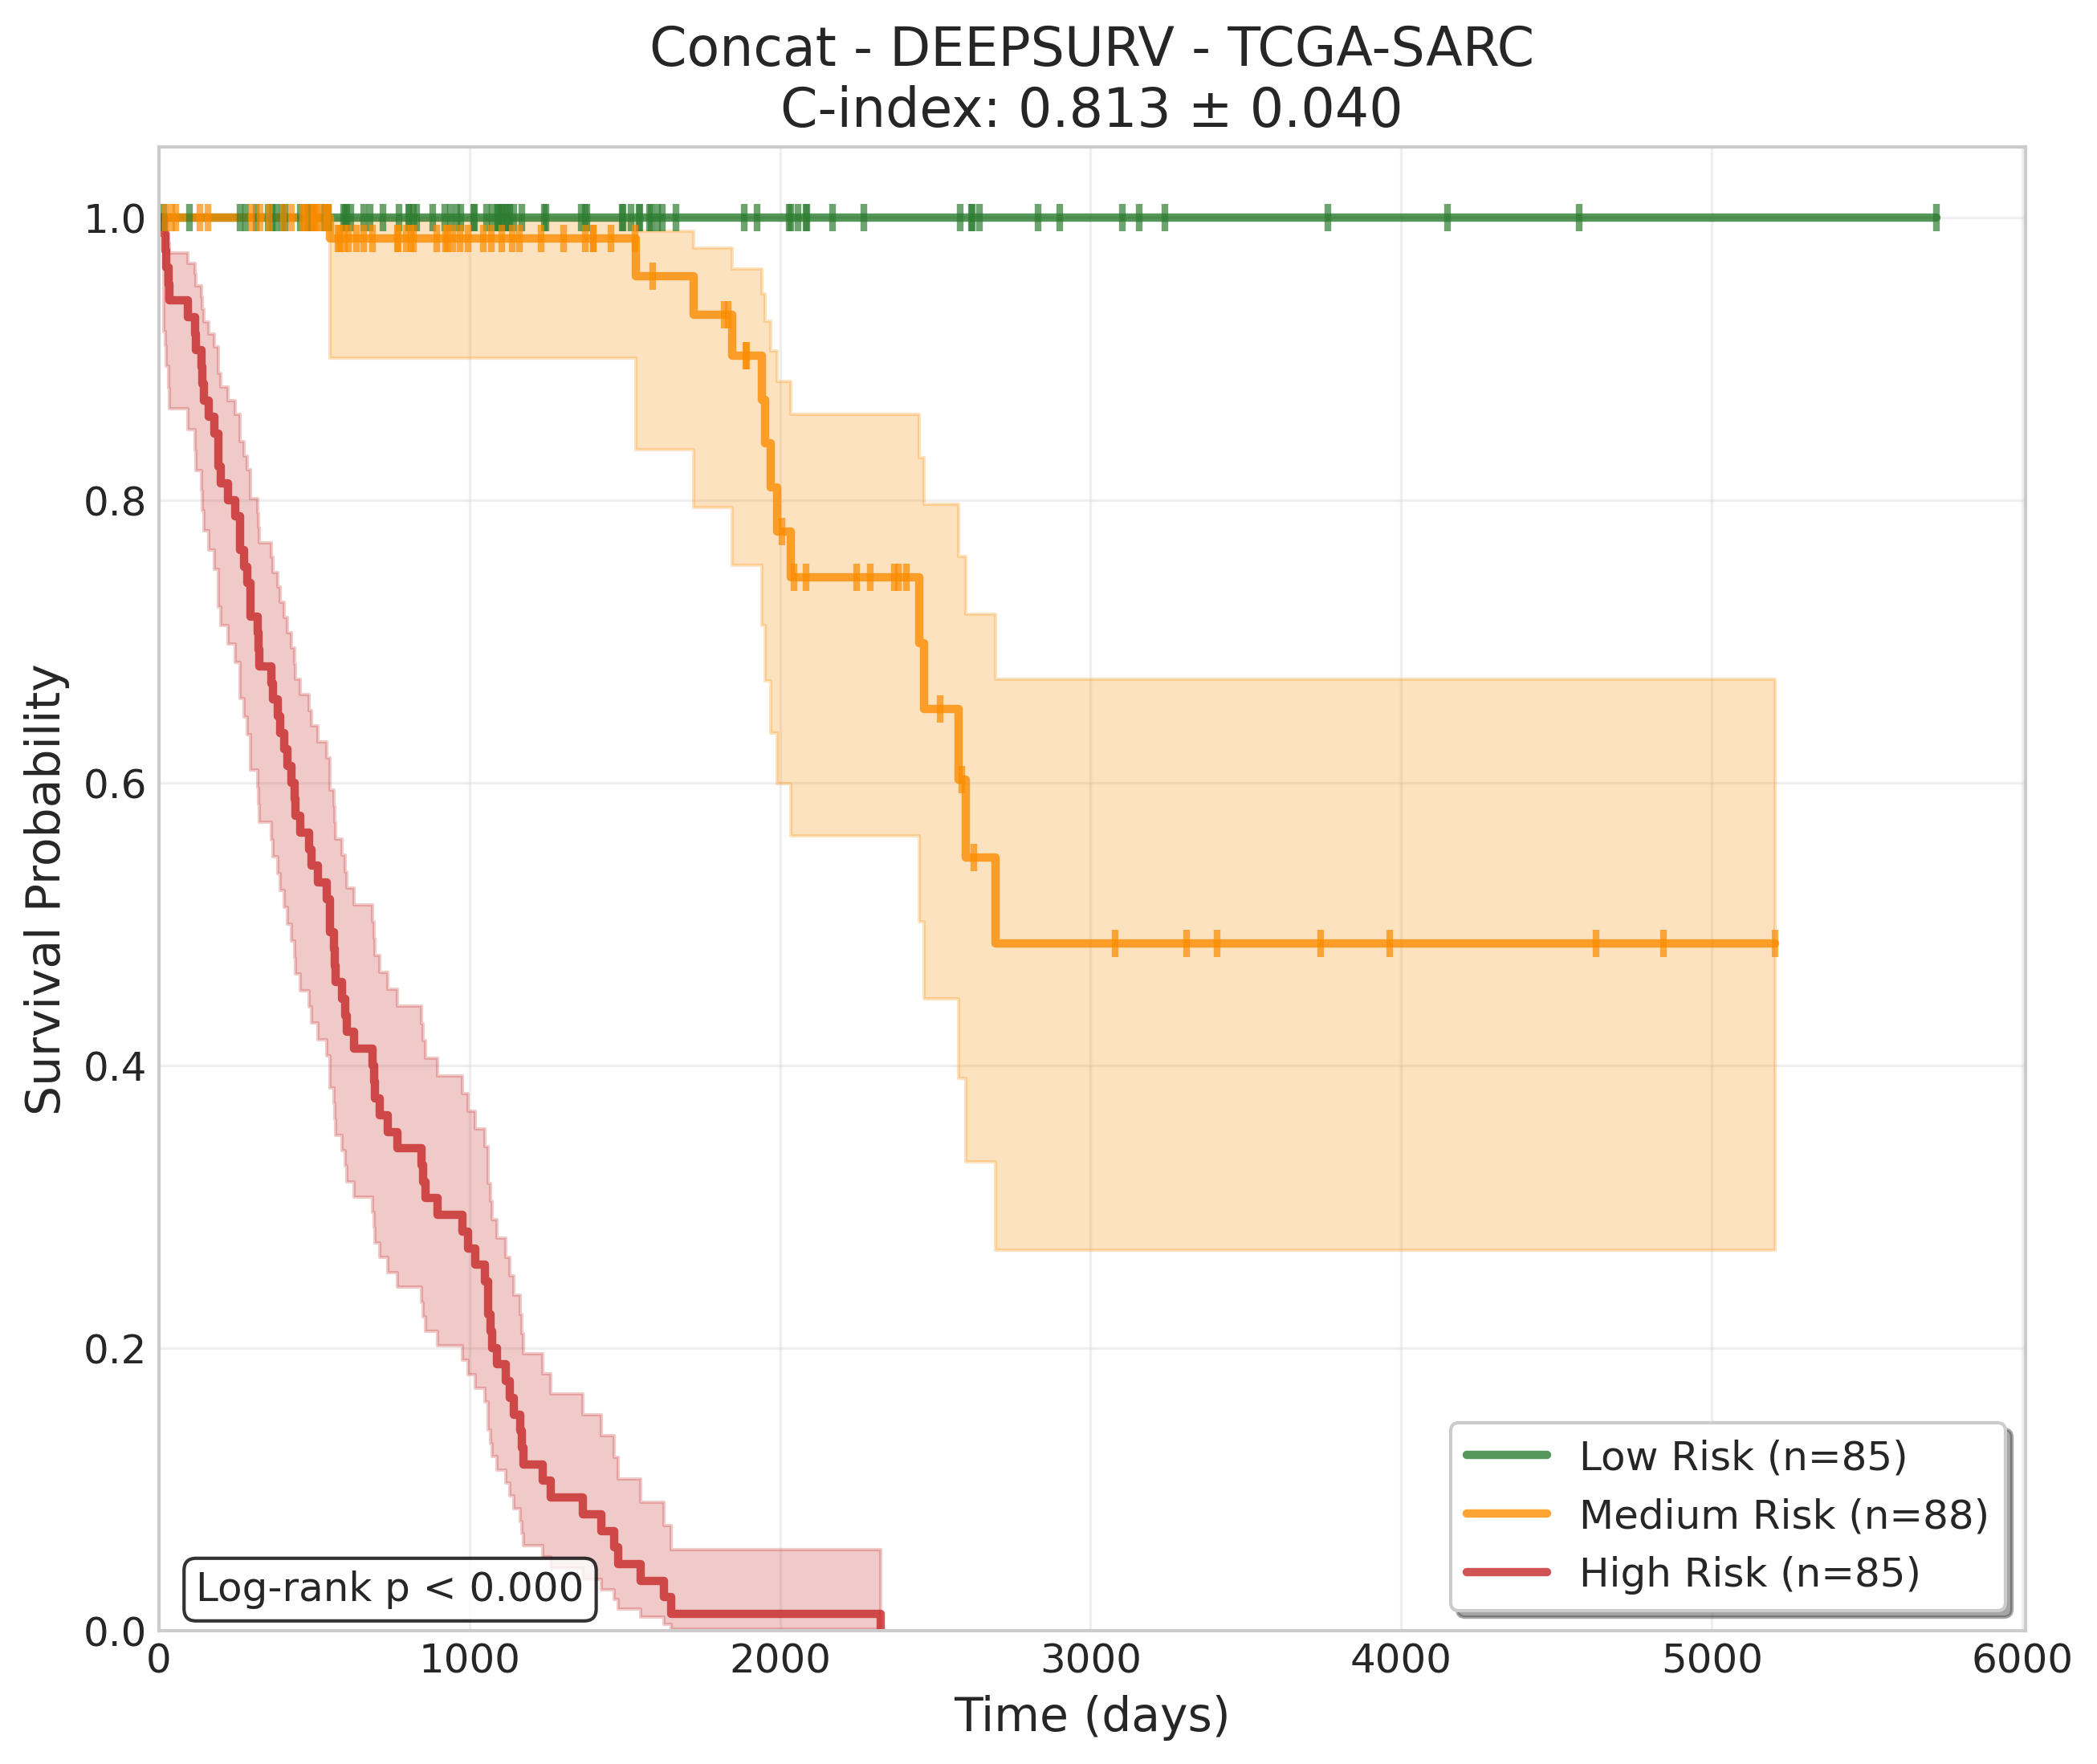 Concat - DEEPSURV - TCGA-SARC
C-index: 0.813 ± 0.040
Survival Probability
1.0
0.8
0.6
0.4
0.2
0.0
Log-rank p < 0.000
Low Risk (n=85)
Medium Risk (n=88)
High Risk (n=85)
0 1000 2000 3000 4000 5000 6000
Time (days)